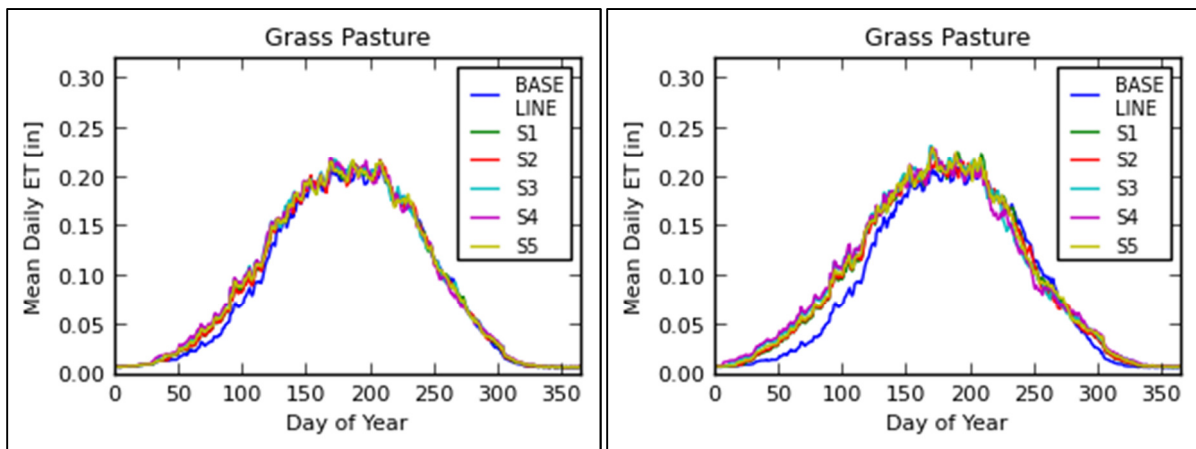 Grass Pasture
Mean Daily ET [in]
0.30
0.25
0.20
0.15
0.10
0.05
0.00
BASE
LINE
S1
S2
S3
S4
S5
0 50 100 150 200 250 300 350
Day of Year
Grass Pasture
Mean Daily ET [in]
0.30
0.25
0.20
0.15
0.10
0.05
0.00
BASE
LINE
S1
S2
S3
S4
S5
0 50 100 150 200 250 300 350
Day of Year